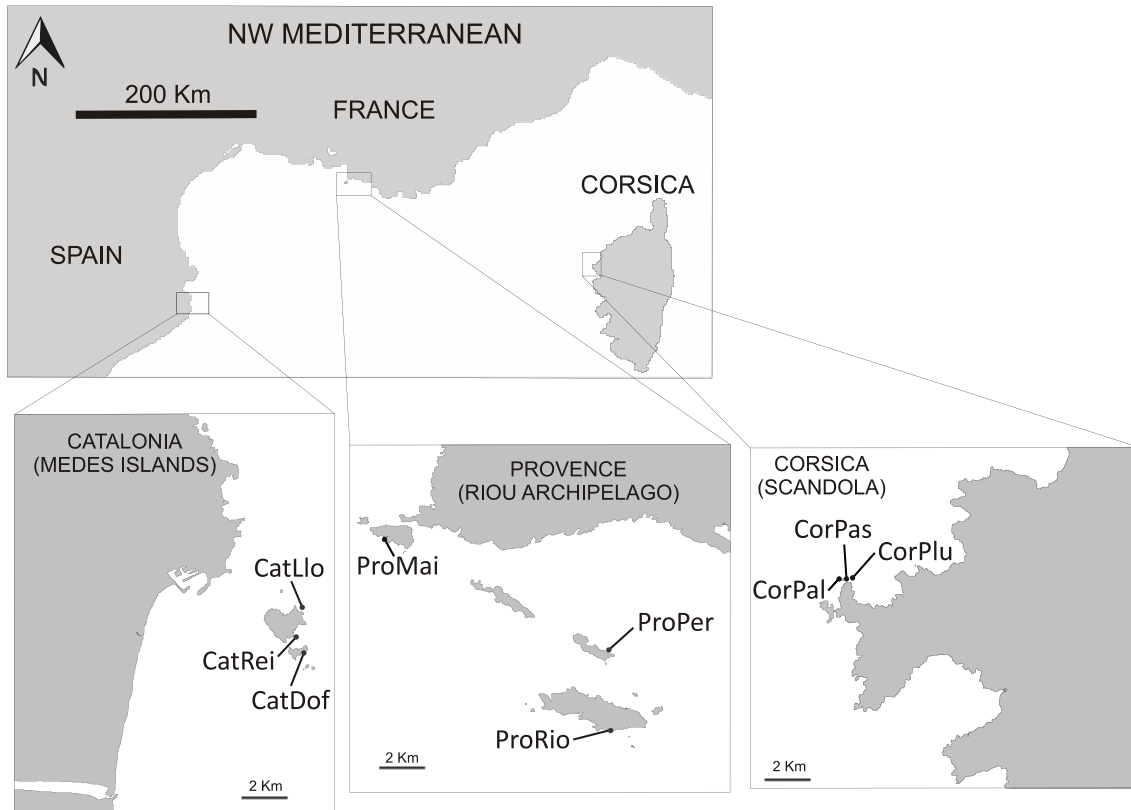 NW MEDITERRANEAN
N
200 Km
FRANCE
CORSICA
SPAIN
CATALONIA
(MEDES ISLANDS)
CatLlo
CatRei
CatDof
2 Km
PROVENCE
(RIOU ARCHIPELAGO)
ProMai
ProPer
ProRio
2 Km
CORSICA
(SCANDOLA)
CorPas
CorPlu
CorPal
2 Km